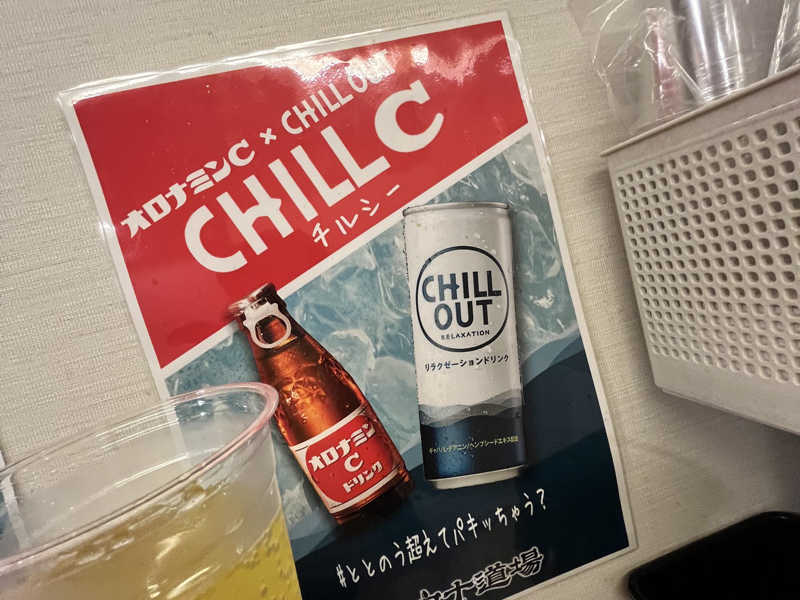 オロナミンC × CHILL OUT
CHILL C
チルシー
CHILL
OUT
RELAXATION
リラクゼーションドリンク
オロナミン
C
ドリンク
#ととのう超えてパキッちゃう?
道場